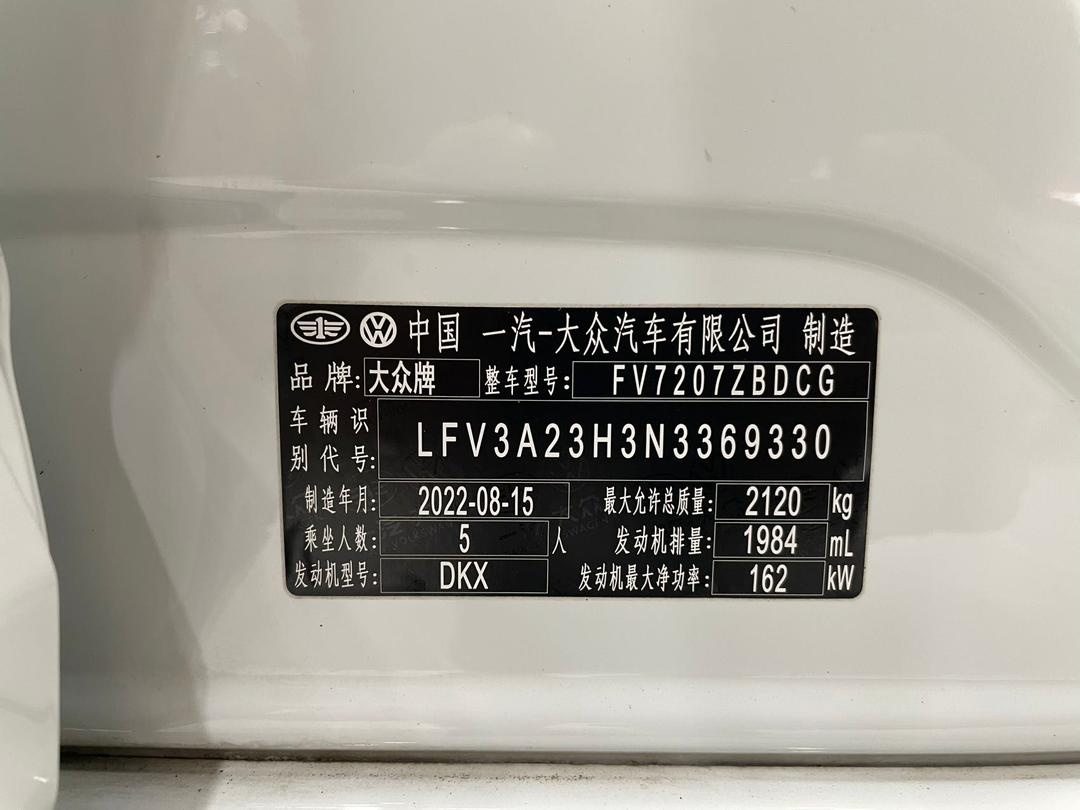 中国 一汽-大众汽车有限公司 制造
品牌: 大众牌 整车型号: FV7207ZBDCG
车辆识别代号: LFV3A23H3N3369330
制造年月: 2022-08-15 最大允许总质量: 2120 kg
乘坐人数: 5 人 发动机排量: 1984 mL
发动机型号: DKX 发动机最大净功率: 162 kW